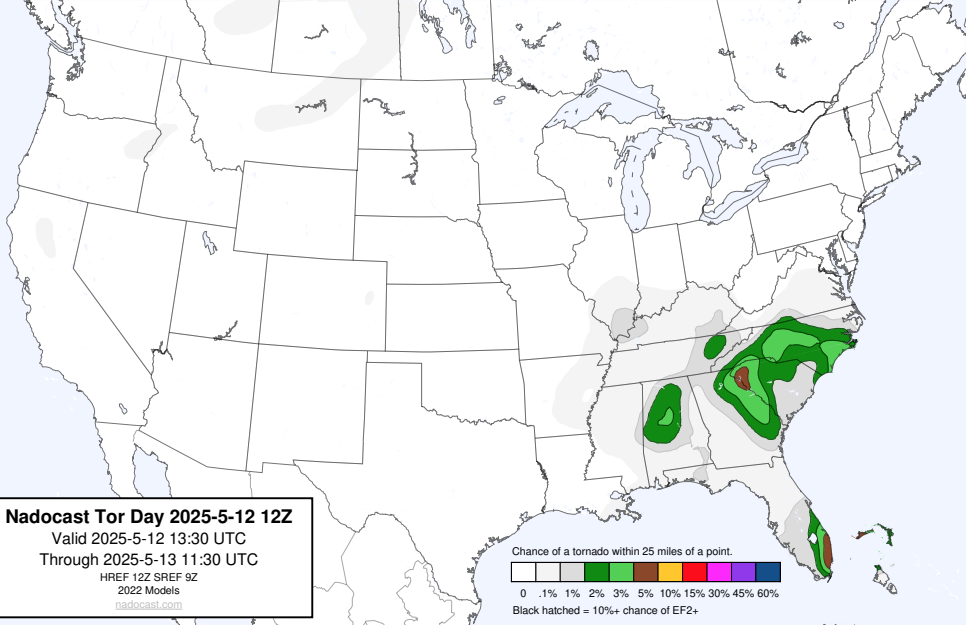 Nadocast Tor Day 2025-5-12 12Z
Valid 2025-5-12 13:30 UTC
Through 2025-5-13 11:30 UTC
HREF 12Z SREF 9Z
2022 Models
nadocast.com
Chance of a tornado within 25 miles of a point.
0 .1% 1% 2% 3% 5% 10% 15% 30% 45% 60%
Black hatched = 10%+ chance of EF2+